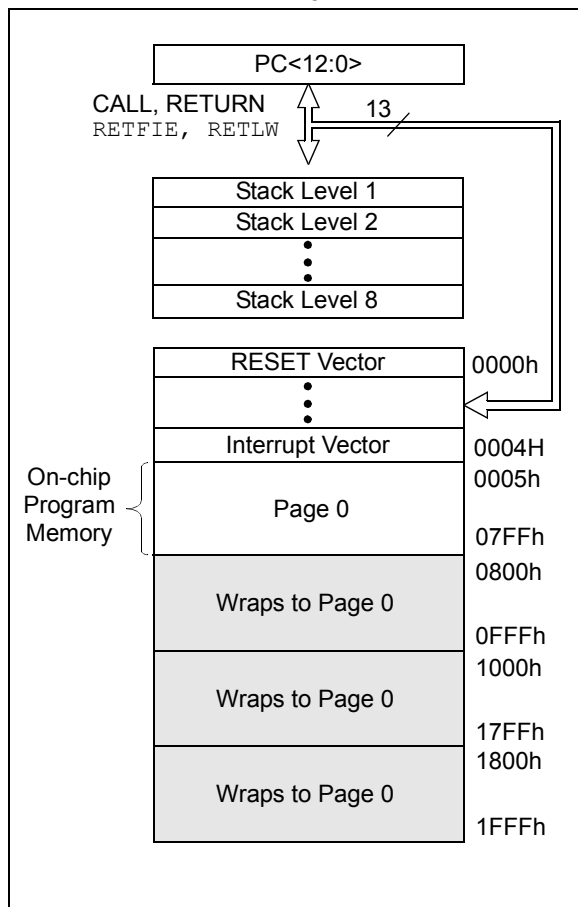 PC<12:0>
CALL, RETURN
RETFIE, RETLW
13
Stack Level 1
Stack Level 2
Stack Level 8
RESET Vector
0000h
Interrupt Vector
0004H
0005h
On-chip
Program
Memory
Page 0
07FFh
0800h
Wraps to Page 0
0FFFh
1000h
Wraps to Page 0
17FFh
1800h
Wraps to Page 0
1FFFh